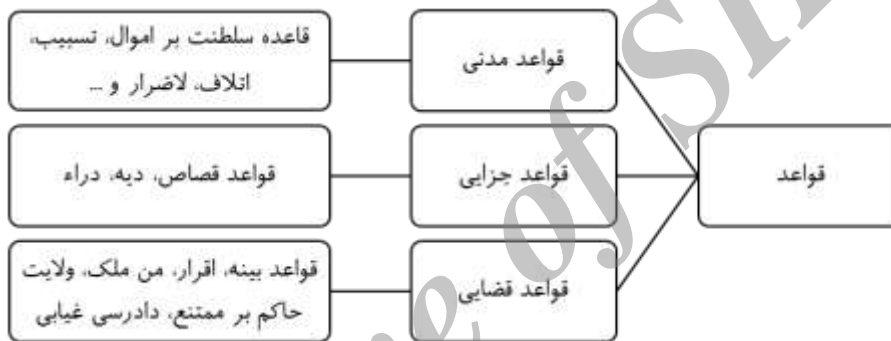 قواعد
قواعد مدنی
قاعده سلطنت بر اموال، تسبیب،
اتلاف، لاضرار و ...
قواعد جزایی
قواعد قصاص، دیه، دراء
قواعد قضایی
قواعد بینه، اقرار، من ملک، ولایت
حاکم بر ممتنع، دادرسی غیابی